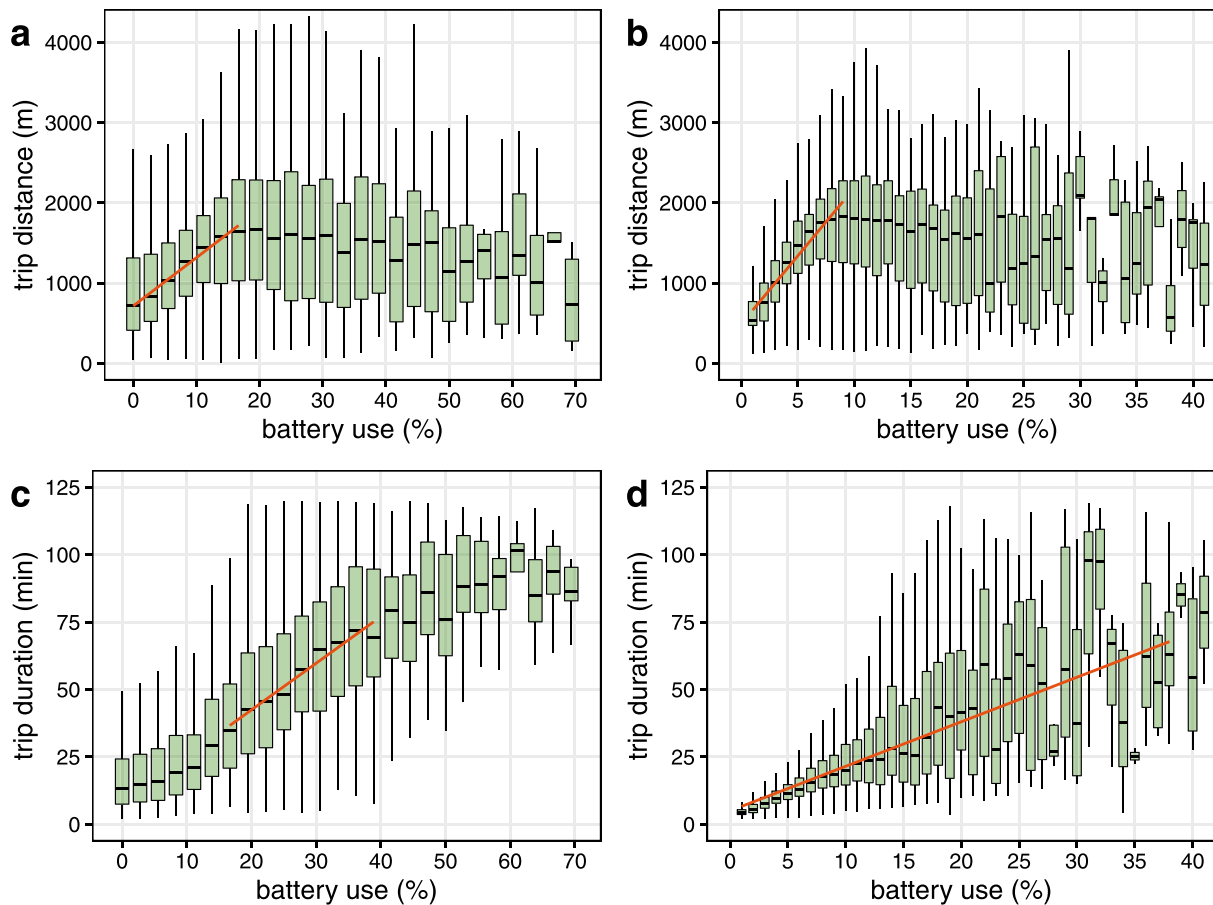 a
trip distance (m)
4000
3000
2000
1000
0
0 10 20 30 40 50 60 70
battery use (%)
b
trip distance (m)
4000
3000
2000
1000
0
0 5 10 15 20 25 30 35 40
battery use (%)
c
trip duration (min)
125
100
75
50
25
0
0 10 20 30 40 50 60 70
battery use (%)
d
trip duration (min)
125
100
75
50
25
0
0 5 10 15 20 25 30 35 40
battery use (%)